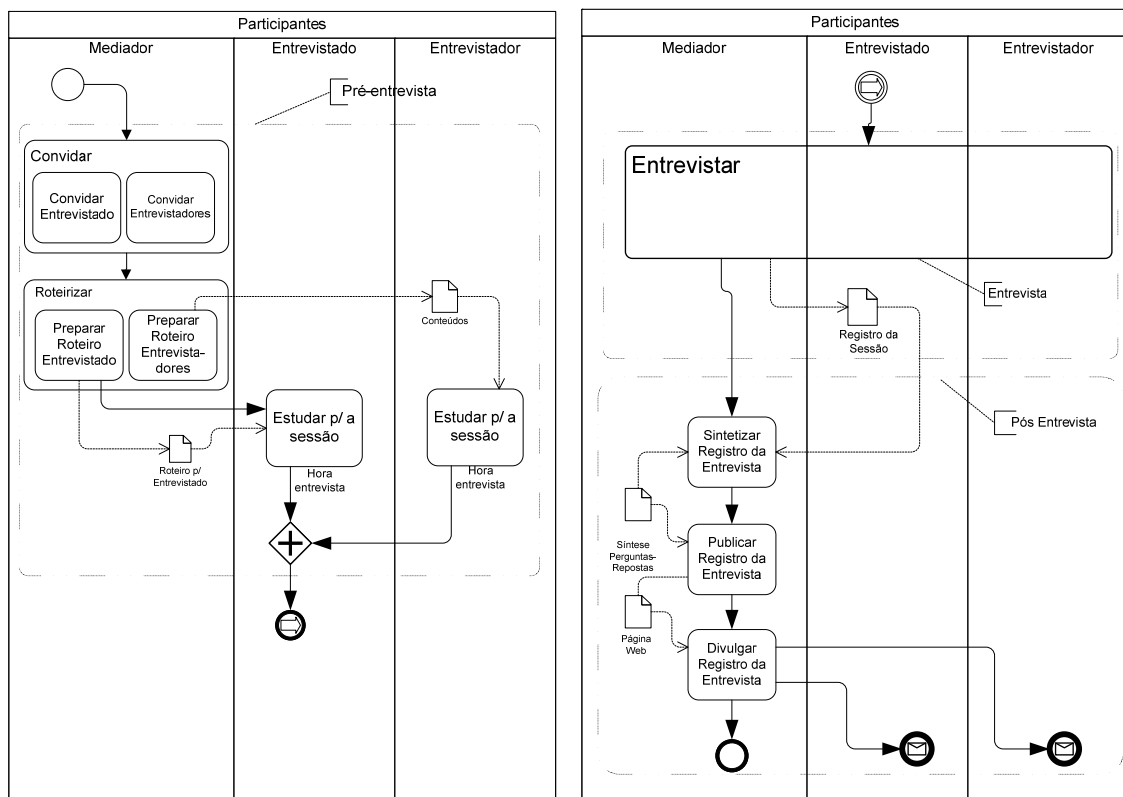 Participantes
Mediador
Entrevistado
Entrevistador
Pré-entrevista
Convidar
Convidar
Entrevistado
Convidar
Entrevistadores
Roteirizar
Preparar
Roteiro
Entrevistado
Preparar
Roteiro
Entrevista-
dores
Conteúdos
Estudar p/ a
sessão
Estudar p/ a
sessão
Roteiro p/
Entrevistado
Hora
entrevista
Hora
entrevista
Participantes
Mediador
Entrevistado
Entrevistador
Entrevistar
Entrevista
Registro da
Sessão
Pós Entrevista
Sintetizar
Registro da
Entrevista
Síntese
Perguntas-
Repostas
Publicar
Registro da
Entrevista
Página
Web
Divulgar
Registro da
Entrevista